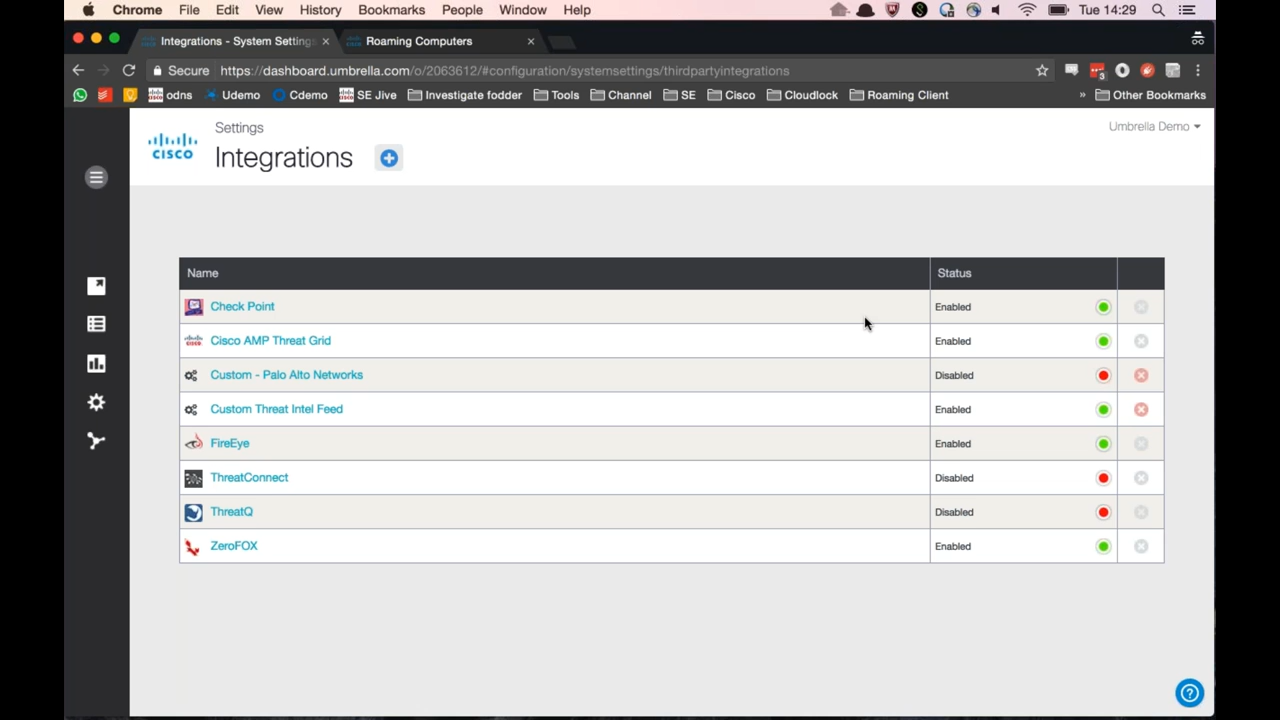 Chrome File Edit View History Bookmarks People Window Help Tue 14:29
Integrations - System Settings Roaming Computers
Secure https://dashboard.umbrella.com/o/2063612/#configuration/systemsettings/thirdpartyintegrations 3
odns Udemo Cdemo SE Jive Investigate fodder Tools Channel SE Cisco Cloudlock Roaming Client » Other Bookmarks
Settings
Umbrella Demo
CISCO
Integrations
Name Status
Check Point Enabled
Cisco AMP Threat Grid Enabled
Custom - Palo Alto Networks Disabled
Custom Threat Intel Feed Enabled
FireEye Enabled
ThreatConnect Disabled
ThreatQ Disabled
ZeroFOX Enabled